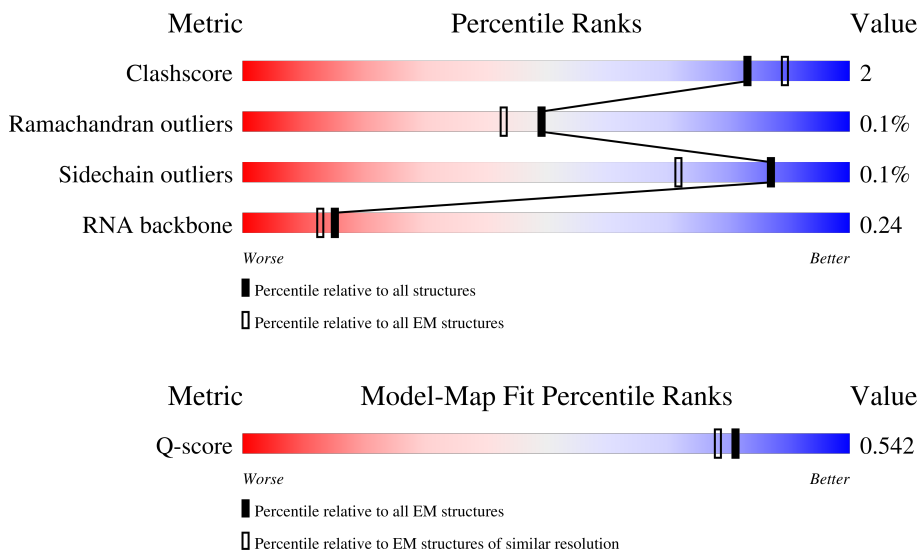 Metric Percentile Ranks Value
Clashscore 2
Ramachandran outliers 0.1%
Sidechain outliers 0.1%
RNA backbone 0.24
Worse Better
Percentile relative to all structures
Percentile relative to all EM structures
Metric Model-Map Fit Percentile Ranks Value
Q-score 0.542
Worse Better
Percentile relative to all EM structures
Percentile relative to EM structures of similar resolution